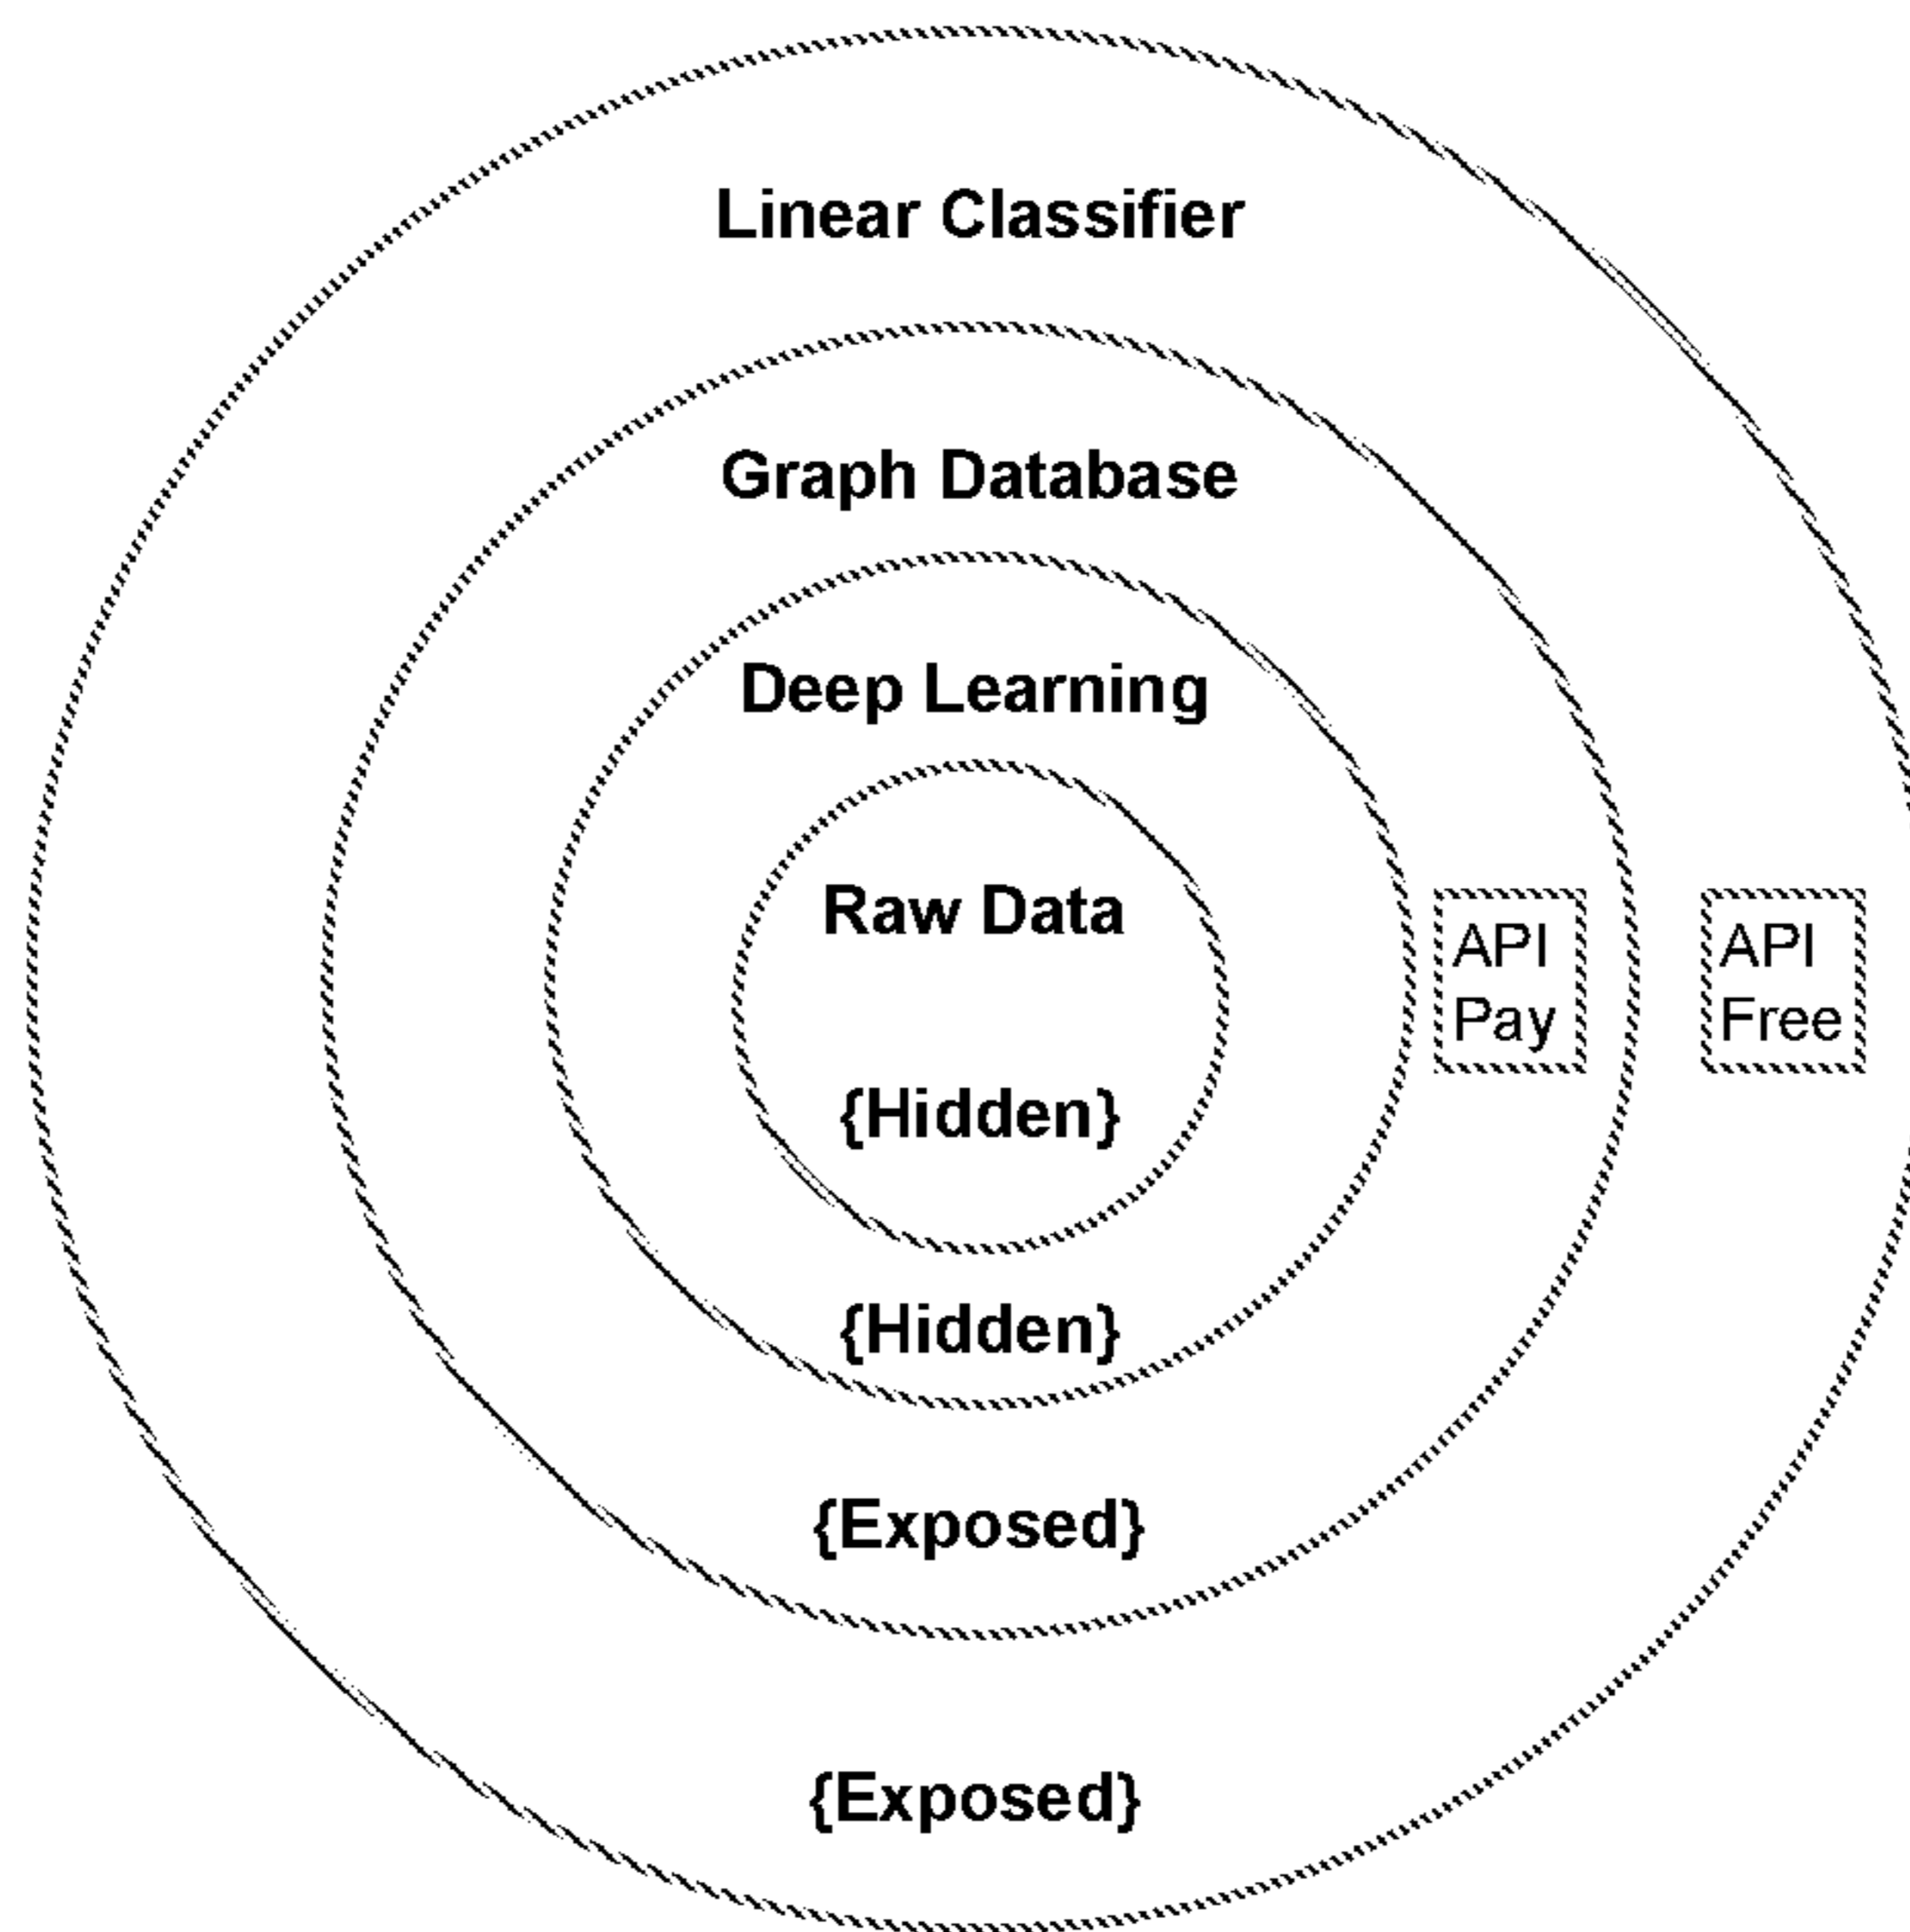 Linear Classifier
Graph Database
Deep Learning
Raw Data
API
Pay
API
Free
{Hidden}
{Hidden}
{Exposed}
{Exposed}